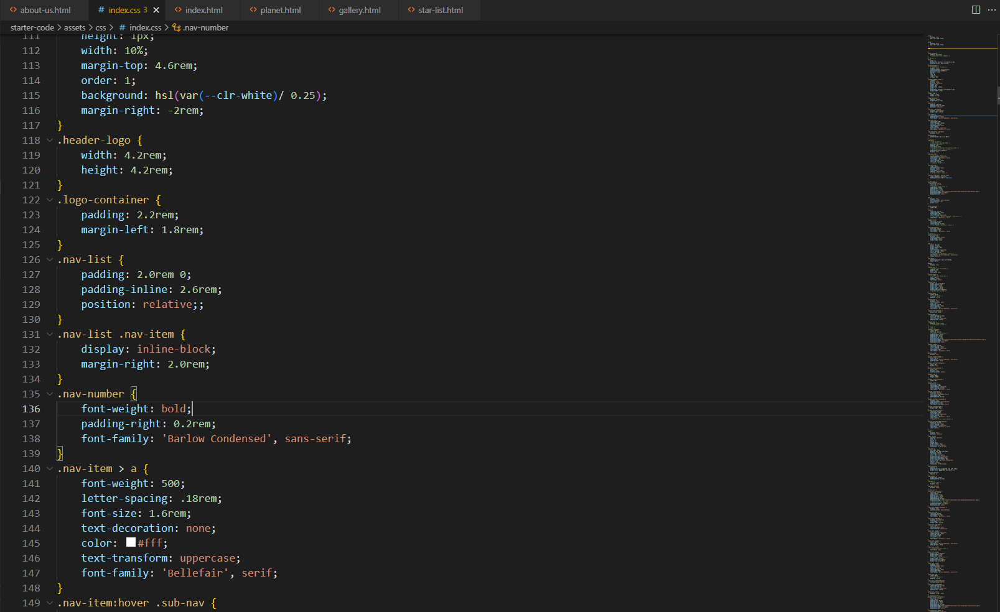 about-us.html
# index.css 3 ×
index.html
planet.html
gallery.html
star-list.html
starter-code > assets > css > # index.css > .nav-number
111 height: 1px;
112 width: 10%;
113 margin-top: 4.6rem;
114 order: 1;
115 background: hsl(var(--clr-white)/ 0.25);
116 margin-right: -2rem;
117 }
118 .header-logo {
119 width: 4.2rem;
120 height: 4.2rem;
121 }
122 .logo-container {
123 padding: 2.2rem;
124 margin-left: 1.8rem;
125 }
126 .nav-list {
127 padding: 2.0rem 0;
128 padding-inline: 2.6rem;
129 position: relative;;
130 }
131 .nav-list .nav-item {
132 display: inline-block;
133 margin-right: 2.0rem;
134 }
135 .nav-number {
136 font-weight: bold;
137 padding-right: 0.2rem;
138 font-family: 'Barlow Condensed', sans-serif;
139 }
140 .nav-item > a {
141 font-weight: 500;
142 letter-spacing: .18rem;
143 font-size: 1.6rem;
144 text-decoration: none;
145 color: #fff;
146 text-transform: uppercase;
147 font-family: 'Bellefair', serif;
148 }
149 .nav-item:hover .sub-nav {